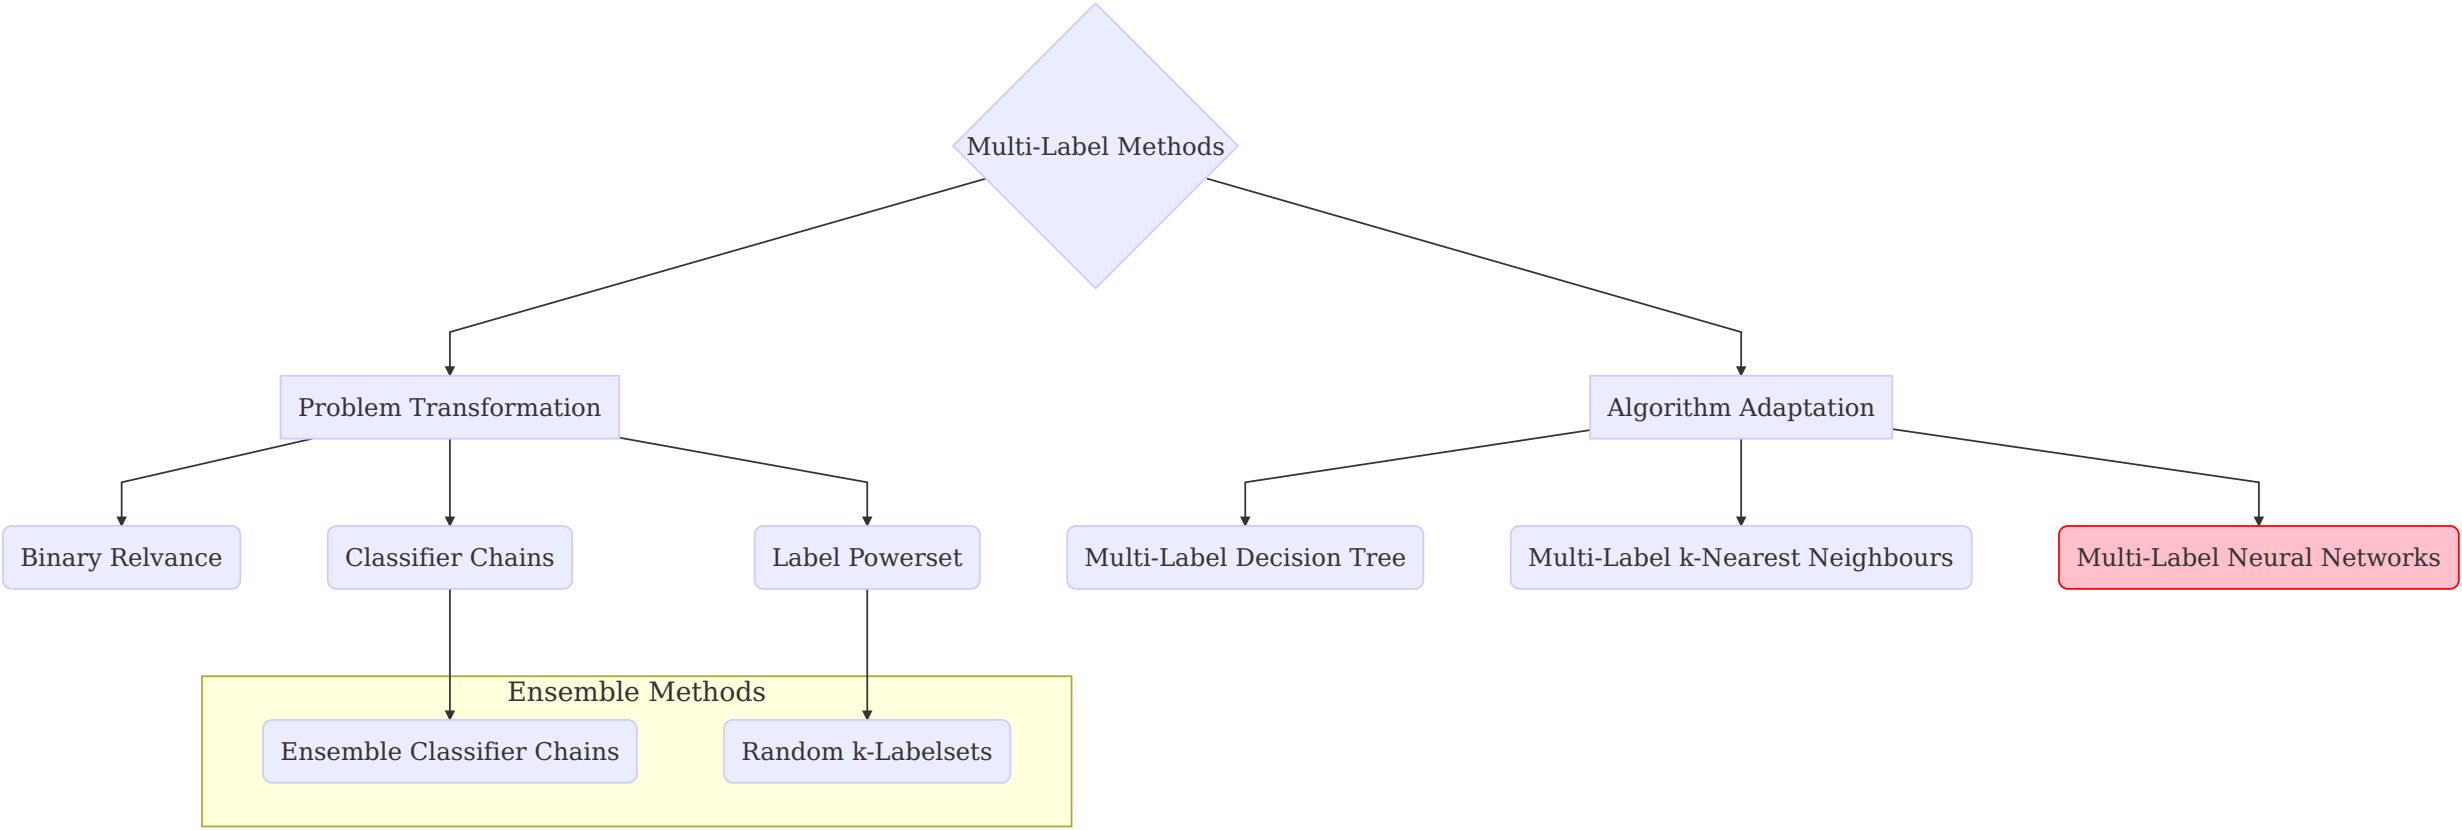 Multi-Label Methods
Problem Transformation
Algorithm Adaptation
Binary Relvance
Classifier Chains
Label Powerset
Multi-Label Decision Tree
Multi-Label k-Nearest Neighbours
Multi-Label Neural Networks
Ensemble Methods
Ensemble Classifier Chains
Random k-Labelsets